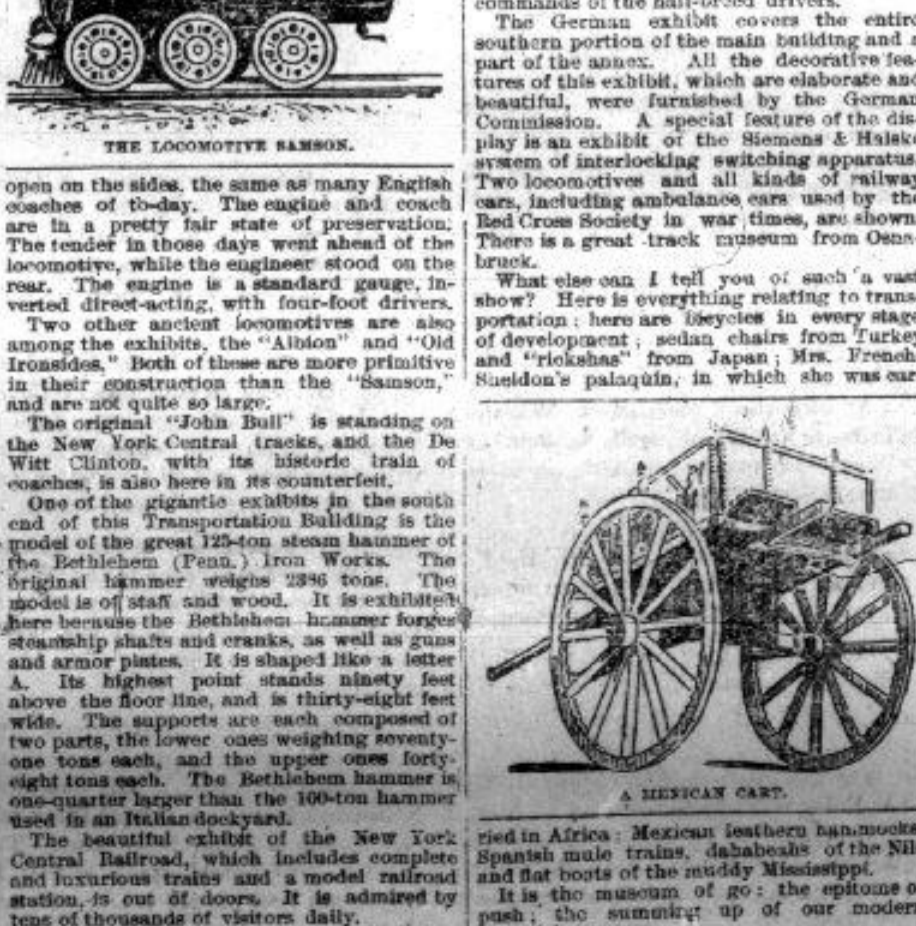 THE LOCOMOTIVE SAMSON.
open on the sides, the same as many English
coaches of to-day. The engine and coach
are in a pretty fair state of preservation.
The tender in those days went ahead of the
locomotive, while the engineer stood on the
rear. The engine is a standard gauge, in-
verted direct-acting, with four-foot drivers.
Two other ancient locomotives are also
among the exhibits, the "Albion" and "Old
Ironsides." Both of these are more primitive
in their construction than the "Samson,"
and are not quite so large.
The original "John Bull" is standing on
the New York Central tracks, and the De
Witt Clinton, with its historic train of
coaches, is also here in its counterfeit.
One of the gigantic exhibits in the south
end of this Transportation Building is the
model of the great 125-ton steam hammer of
the Bethlehem (Penn.) Iron Works. The
original hammer weighs 2386 tons. The
model is of staff and wood. It is exhibited
here because the Bethlehem hammer forges
steamship shafts and cranks, as well as guns
and armor plates. It is shaped like a letter
A. Its highest point stands ninety feet
above the floor line, and is thirty-eight feet
wide. The supports are each composed of
two parts, the lower ones weighing seventy-
one tons each, and the upper ones forty-
eight tons each. The Bethlehem hammer is
one-quarter larger than the 100-ton hammer
used in an Italian dockyard.
The beautiful exhibit of the New York
Central Railroad, which includes complete
and luxurious trains and a model railroad
station, is out of doors. It is admired by
tens of thousands of visitors daily.
commands of the half-breed drivers.
The German exhibit covers the entire
southern portion of the main building and a
part of the annex. All the decorative fea-
tures of this exhibit, which are elaborate and
beautiful, were furnished by the German
Commission. A special feature of the dis-
play is an exhibit of the Siemens & Halske
system of interlocking switching apparatus.
Two locomotives and all kinds of railway
cars, including ambulance cars used by the
Red Cross Society in war times, are shown.
There is a great track museum from Osna-
bruck.
What else can I tell you of such a vast
show? Here is everything relating to trans-
portation; here are bicycles in every stage
of development; sedan chairs from Turkey
and "rickshas" from Japan; Mrs. French-
Sheldon's palaquin, in which she was car-
A MEXICAN CART.
ried in Africa; Mexican leathern hammocks,
Spanish mule trains, dahabeahs of the Nile
and flat boats of the muddy Mississippi.
It is the museum of go; the epitome of
push; the summing up of our modern